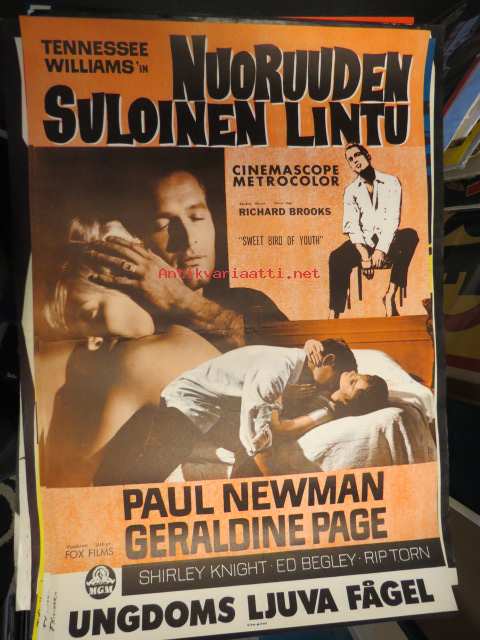 TENNESSEE
WILLIAMS'IN
NUORUUDEN
SULOINEN LINTU
CINEMASCOPE
METROCOLOR
RICHARD BROOKS
"SWEET BIRD OF YOUTH"
Antikvariaatti.net
PAUL NEWMAN
GERALDINE PAGE
FOX FILMS
SHIRLEY KNIGHT · ED BEGLEY · RIP TORN
MGM
UNGDOMS LJUVA FÅGEL